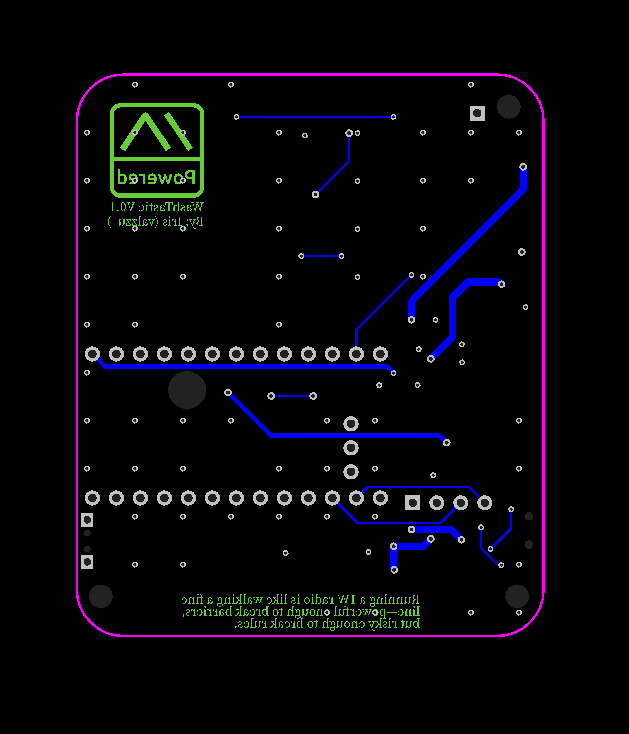 Powered
WashTastic V0.1
By: Iris (valzzu )
Running a 1W radio is like walking a fine
line—powerful enough to break barriers,
but risky enough to break rules.